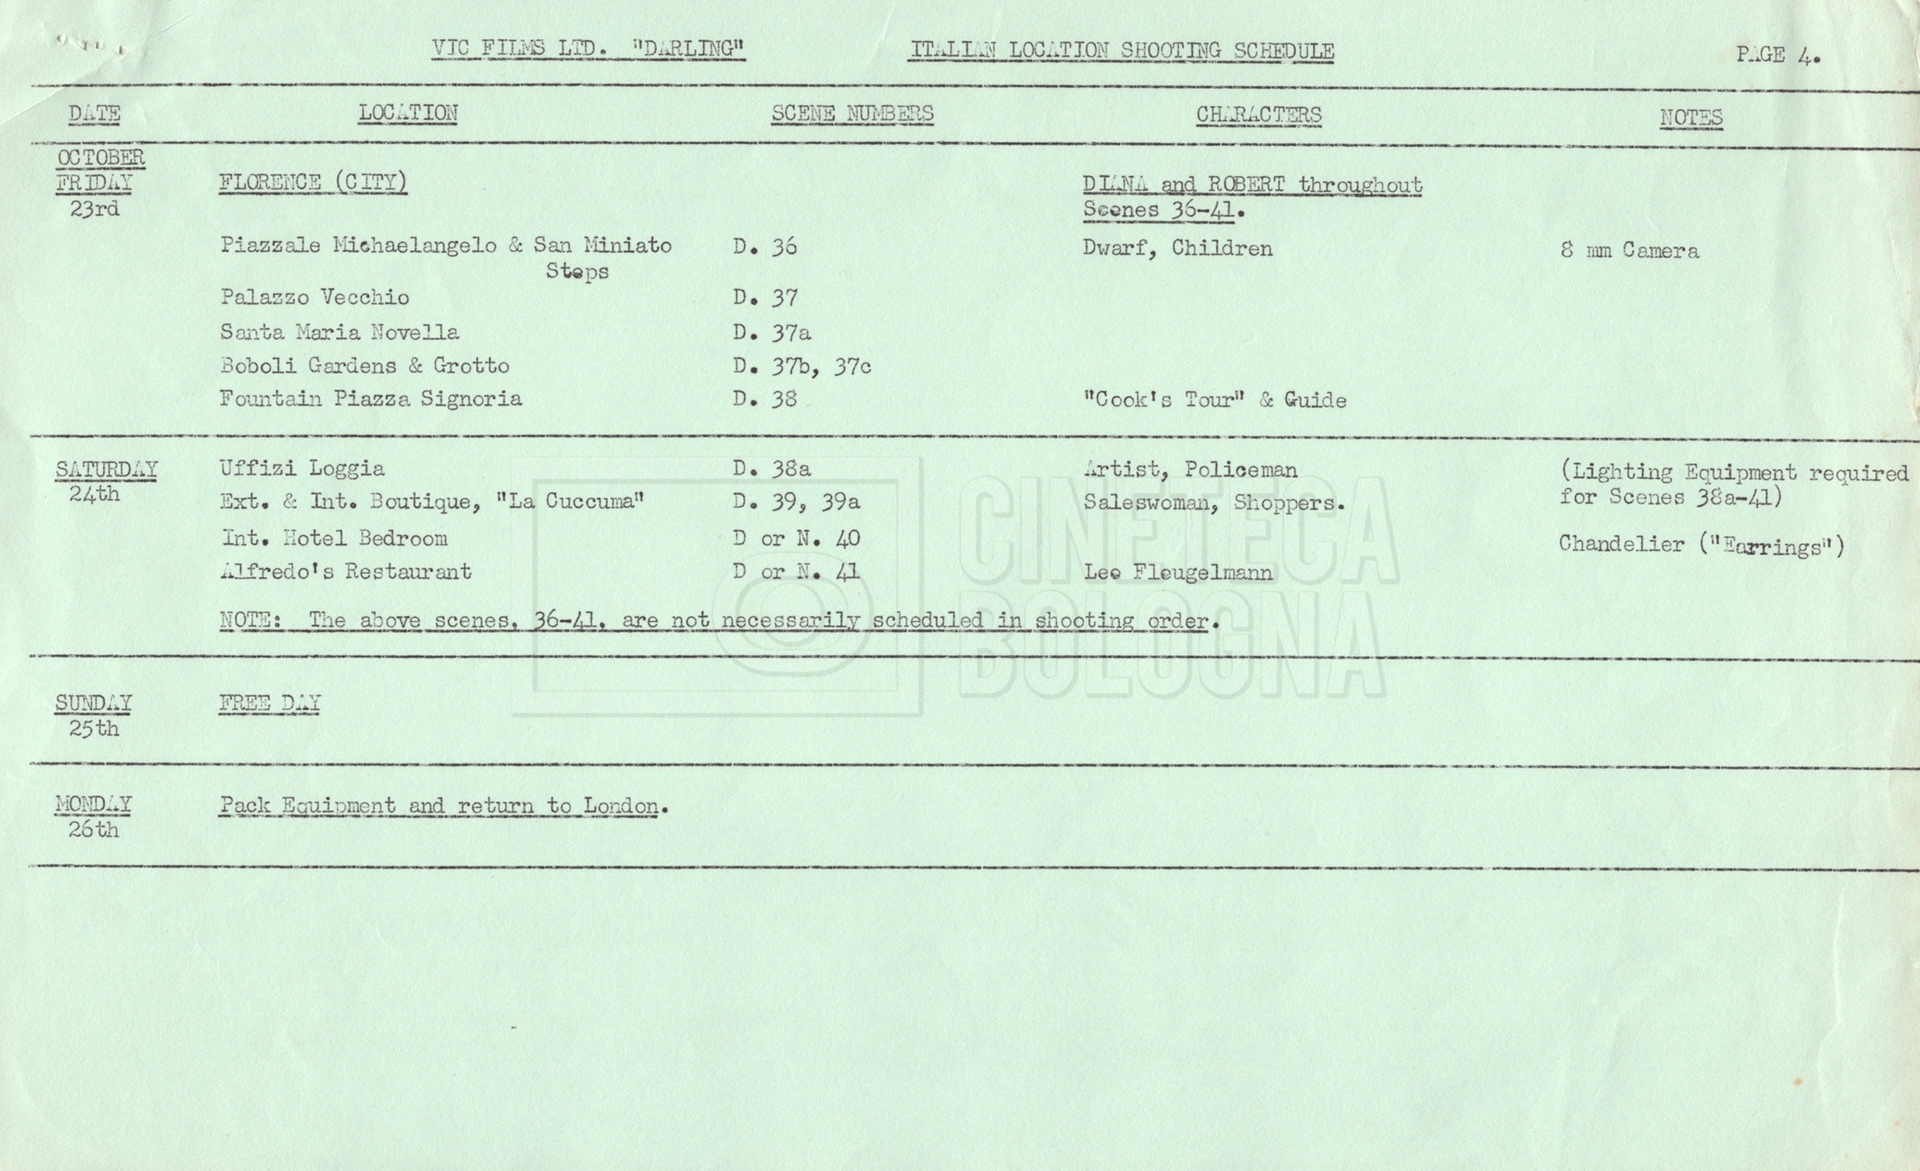 VIC FILMS LTD. "DARLING" ITALIAN LOCATION SHOOTING SCHEDULE PAGE 4.
DATE LOCATION SCENE NUMBERS CHARACTERS NOTES
OCTOBER
FRIDAY FLORENCE (CITY) DIANA and ROBERT throughout
23rd Scenes 36-41.
Piazzale Michaelangelo & San Miniato D. 36 Dwarf, Children 8 mm Camera
Steps
Palazzo Vecchio D. 37
Santa Maria Novella D. 37a
Boboli Gardens & Grotto D. 37b, 37c
Fountain Piazza Signoria D. 38 "Cook's Tour" & Guide
SATURDAY Uffizi Loggia D. 38a Artist, Policeman (Lighting Equipment required
24th Ext. & Int. Boutique, "La Cuccuma" D. 39, 39a Saleswoman, Shoppers. for Scenes 38a-41)
Int. Hotel Bedroom D or N. 40 Chandelier ("Earrings")
Alfredo's Restaurant D or N. 41 Lee Fleugelmann
NOTE: The above scenes, 36-41, are not necessarily scheduled in shooting order.
SUNDAY FREE DAY
25th
MONDAY Pack Equipment and return to London.
26th
CINETECA
BOLOGNA